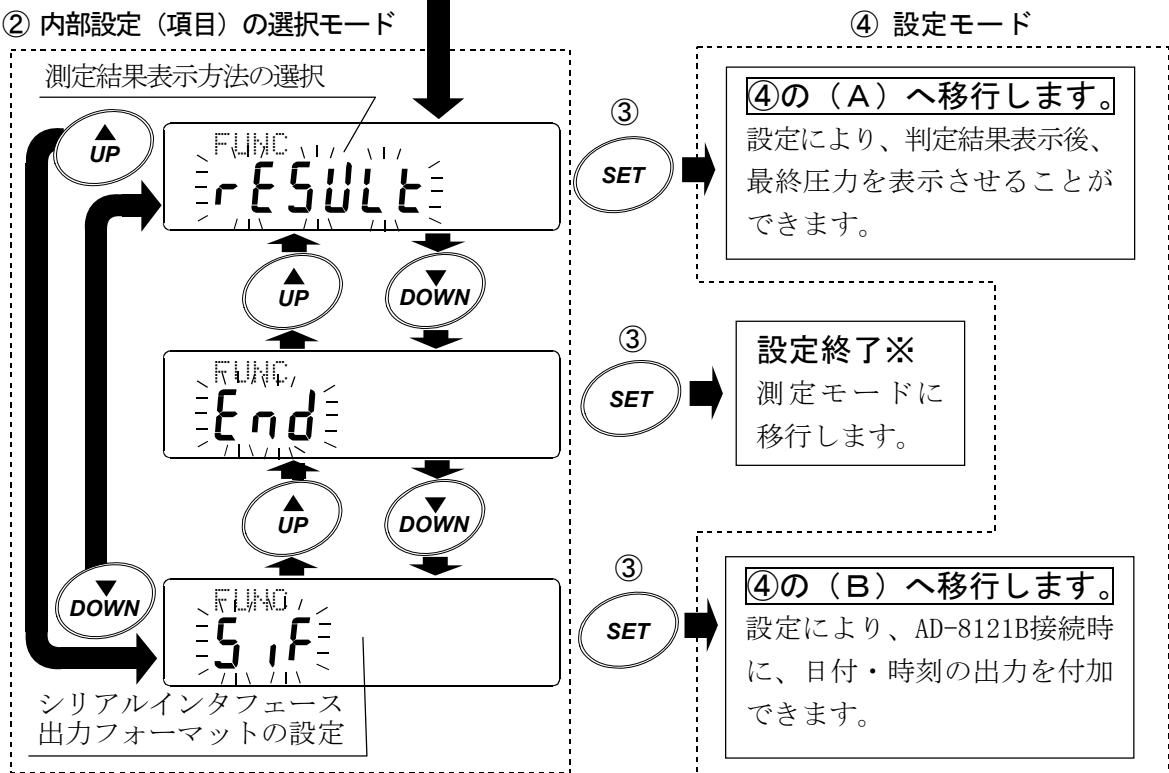 ② 内部設定（項目）の選択モード
④ 設定モード
測定結果表示方法の選択
▲
UP
FUNC
rESULt
③
SET
④の（A）へ移行します。
設定により、判定結果表示後、
最終圧力を表示させることが
できます。
▲
UP
▼
DOWN
FUNC
End
③
SET
設定終了※
測定モードに
移行します。
▲
UP
▼
DOWN
▼
DOWN
FUNC
SiF
③
SET
④の（B）へ移行します。
設定により、AD-8121B接続時
に、日付・時刻の出力を付加
できます。
シリアルインタフェース
出力フォーマットの設定